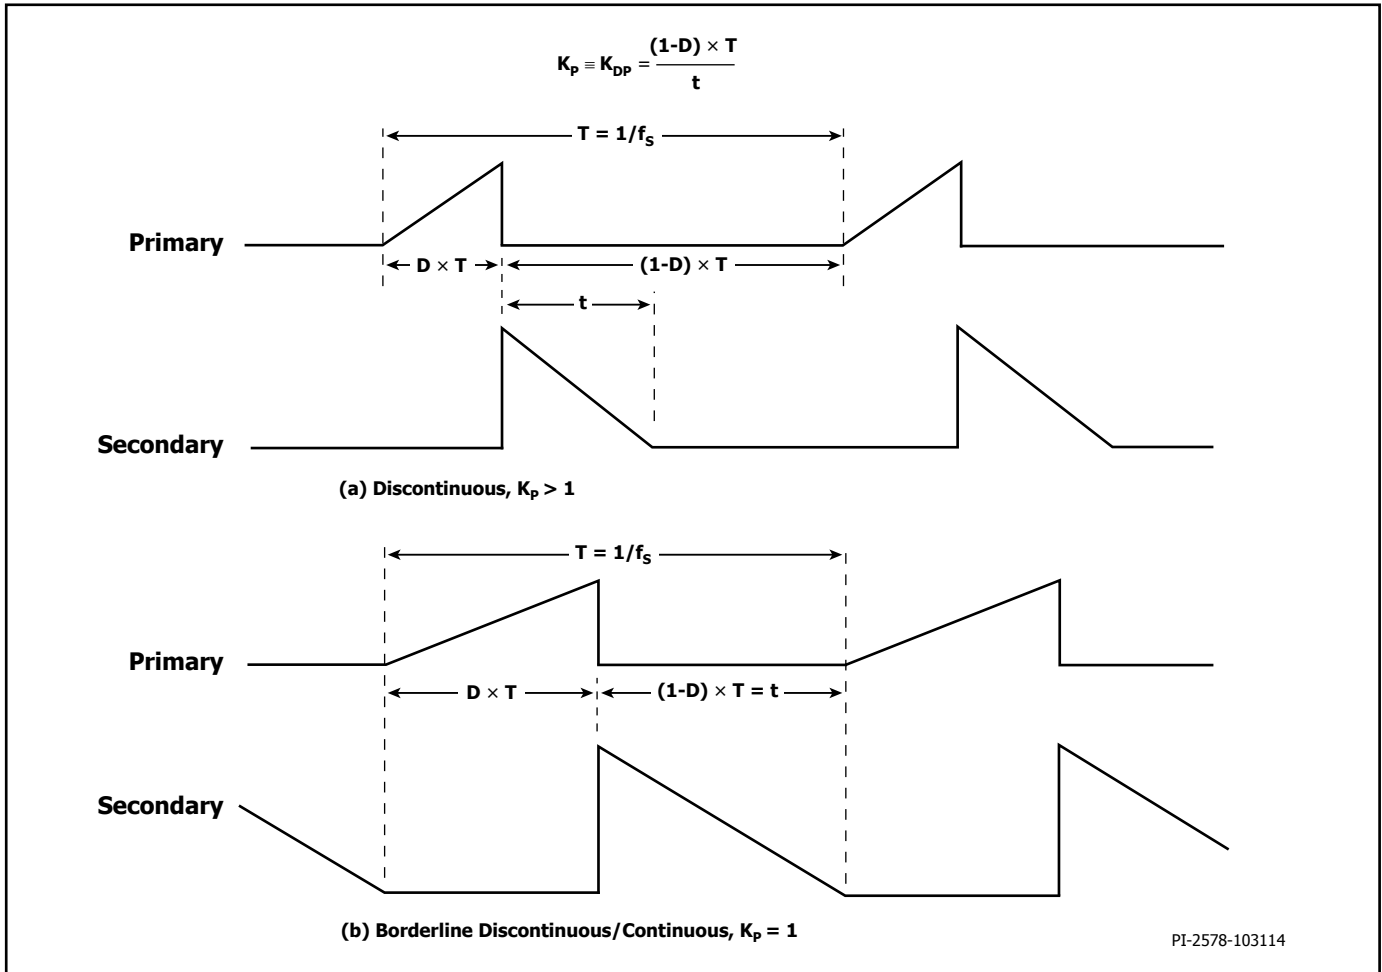 K_P ≡ K_DP = (1-D) × T / t
T = 1/f_S
Primary
D × T
(1-D) × T
t
Secondary
(a) Discontinuous, K_P > 1
T = 1/f_S
Primary
D × T
(1-D) × T = t
Secondary
(b) Borderline Discontinuous/Continuous, K_P = 1
PI-2578-103114